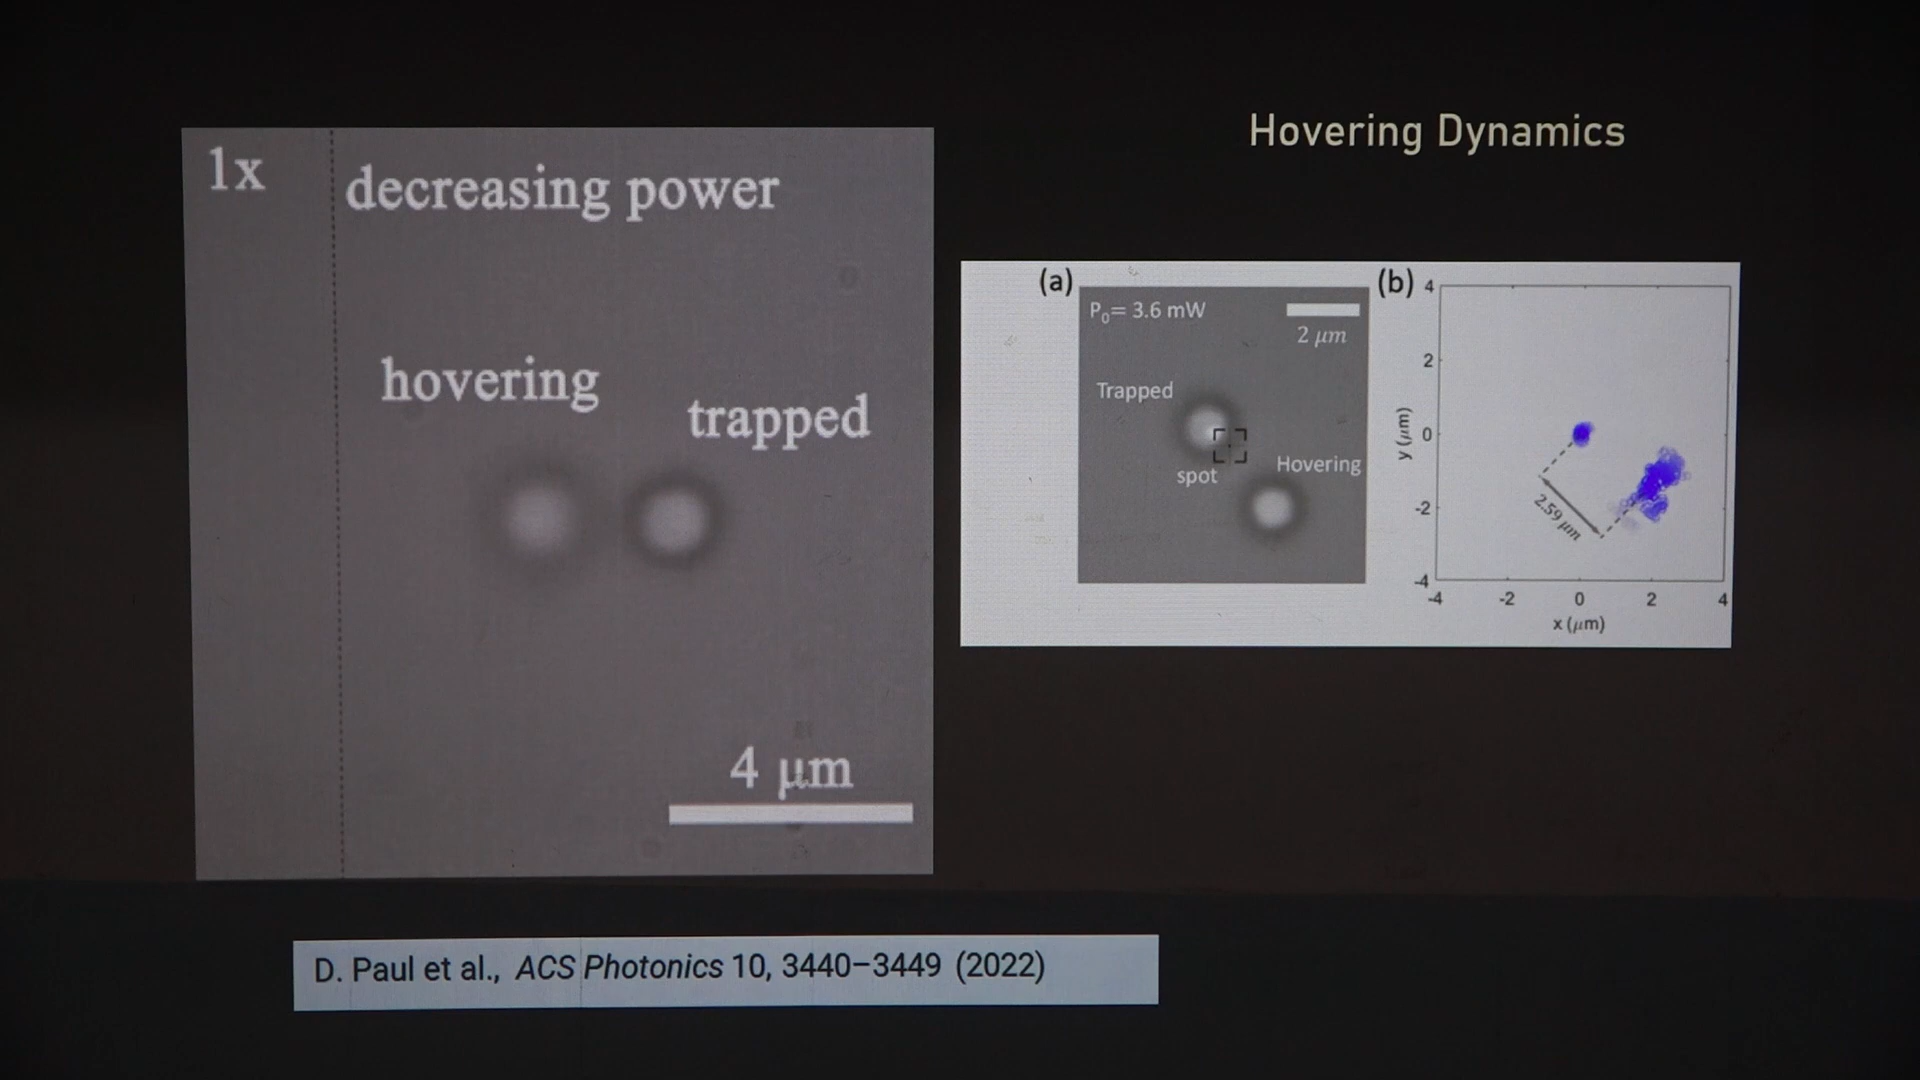 Hovering Dynamics
1x
decreasing power
hovering
trapped
4 μm
(a)
P₀= 3.6 mW
2 μm
Trapped
spot
Hovering
(b)
4
2
0
-2
-4
y (μm)
2.59 μm
-4
-2
0
2
4
x (μm)
D. Paul et al., ACS Photonics 10, 3440–3449 (2022)